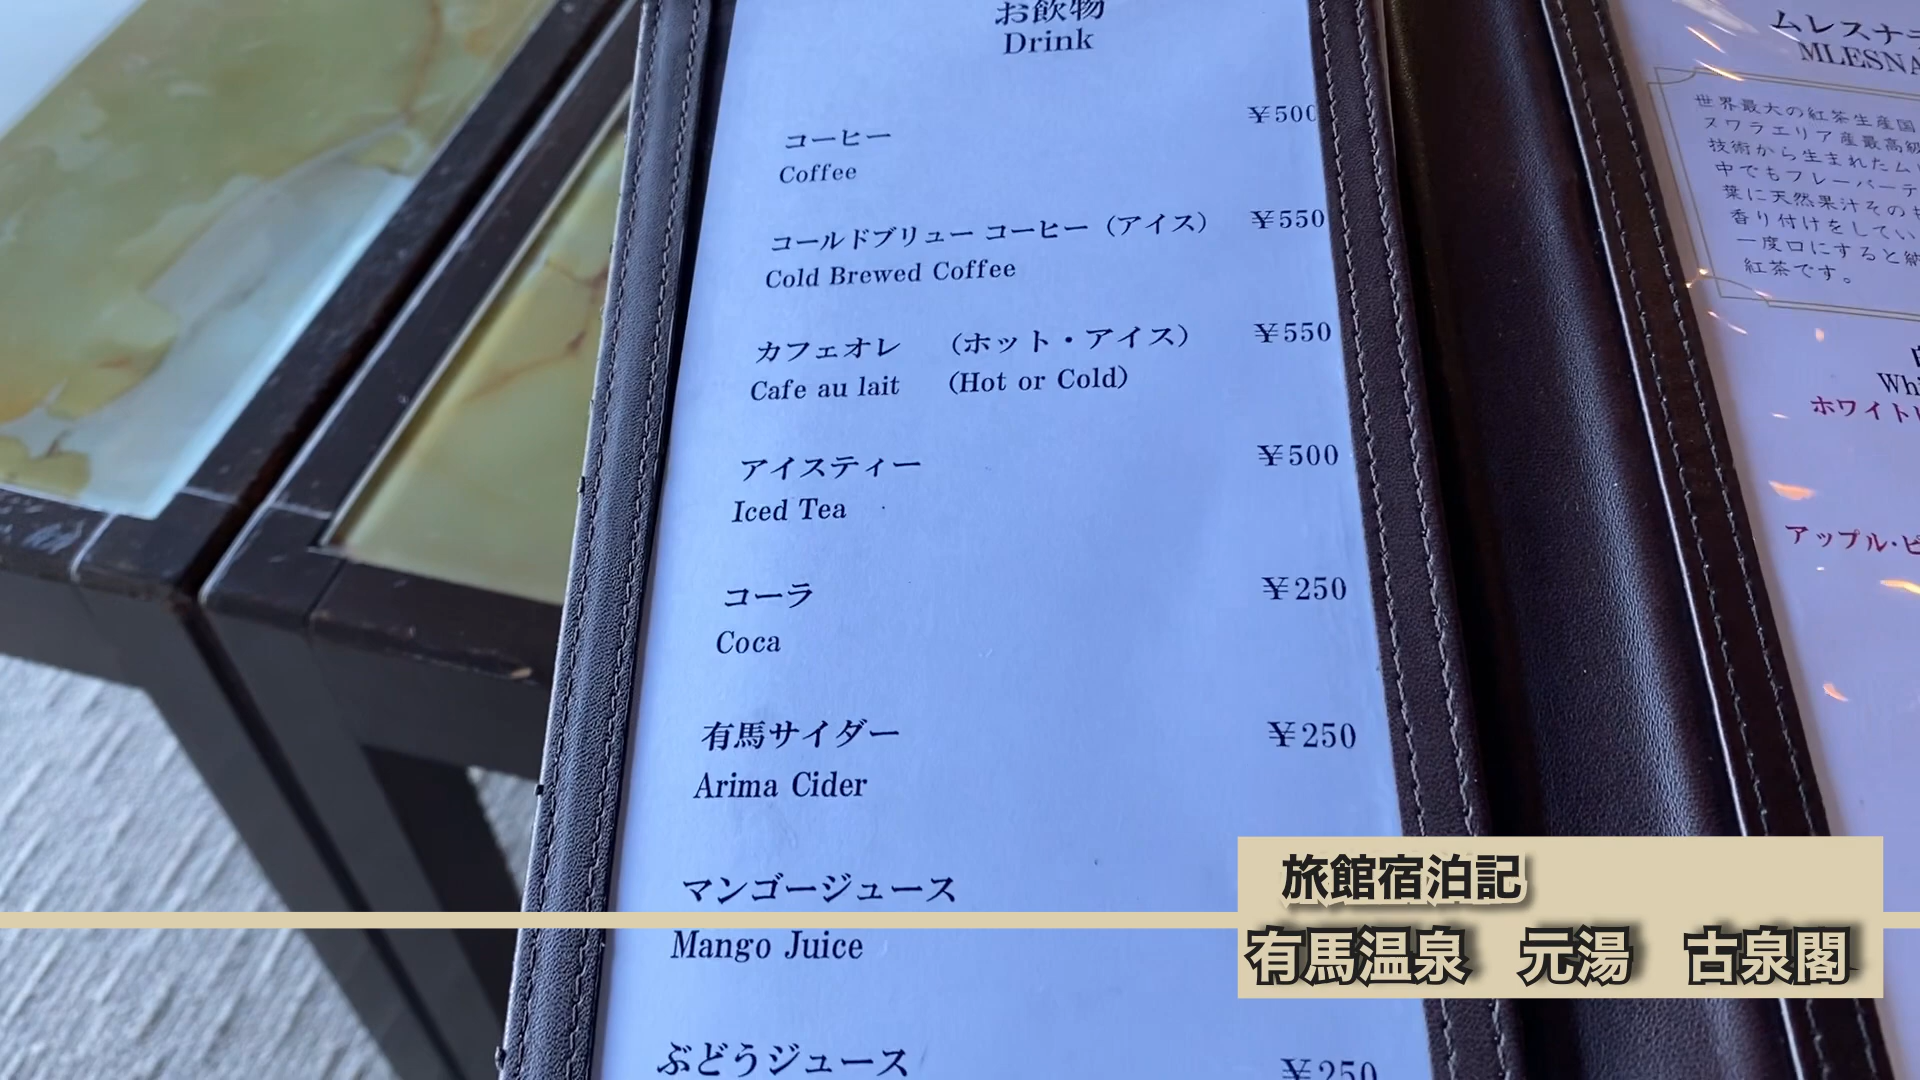 お飲物
Drink
コーヒー ￥500
Coffee
コールドブリュー コーヒー（アイス） ￥550
Cold Brewed Coffee
カフェオレ （ホット・アイス） ￥550
Cafe au lait (Hot or Cold)
アイスティー ￥500
Iced Tea
コーラ ￥250
Coca
有馬サイダー ￥250
Arima Cider
マンゴージュース
Mango Juice
ぶどうジュース ￥250
ムレスナ
MLESNA
世界最大の紅茶生産国
ヌワラエリア産最高級
技術から生まれたム
中でもフレーバーテ
葉に天然果汁その
香り付けをしてい
一度口にすると納
紅茶です。
Whi
ホワイト
アップル・ピ
旅館宿泊記
有馬温泉 元湯 古泉閣